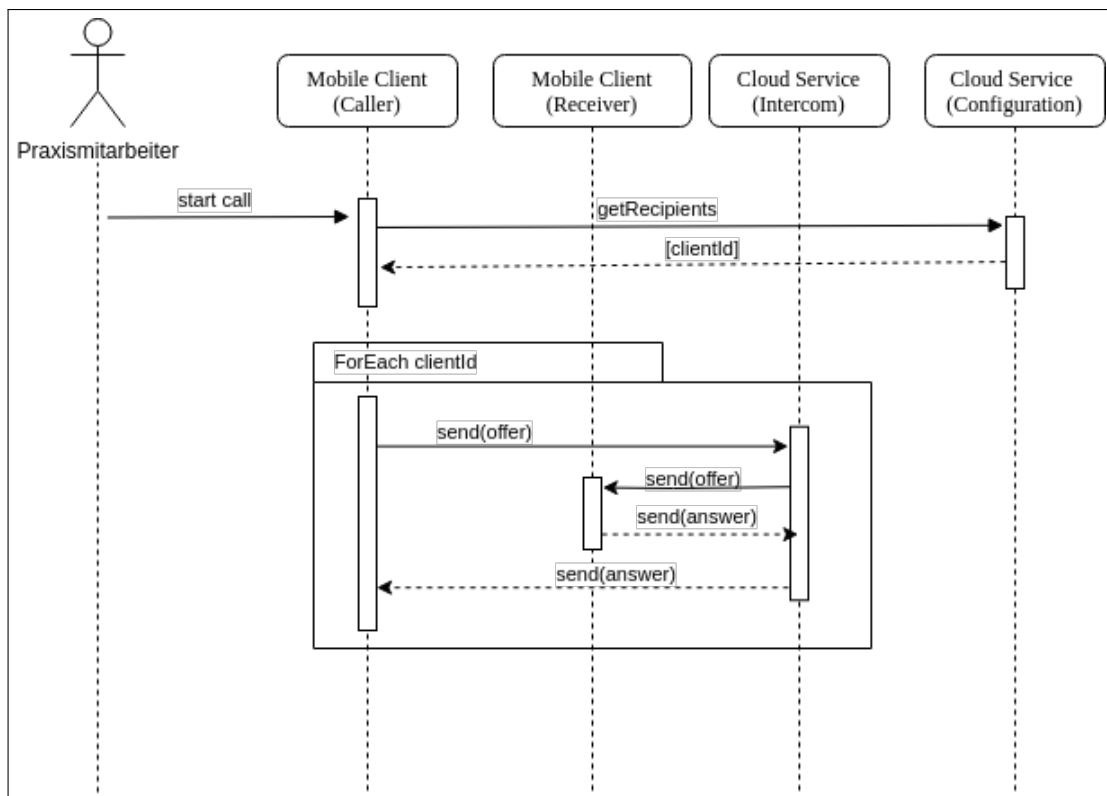 Praxismitarbeiter
Mobile Client
(Caller)
Mobile Client
(Receiver)
Cloud Service
(Intercom)
Cloud Service
(Configuration)
start call
getRecipients
[clientId]
ForEach clientId
send(offer)
send(offer)
send(answer)
send(answer)